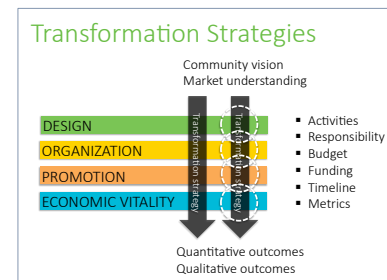 Transformation Strategies
Community vision
Market understanding
DESIGN
ORGANIZATION
PROMOTION
ECONOMIC VITALITY
Transformation strategy
Transformation strategy
▪ Activities
▪ Responsibility
▪ Budget
▪ Funding
▪ Timeline
▪ Metrics
Quantitative outcomes
Qualitative outcomes